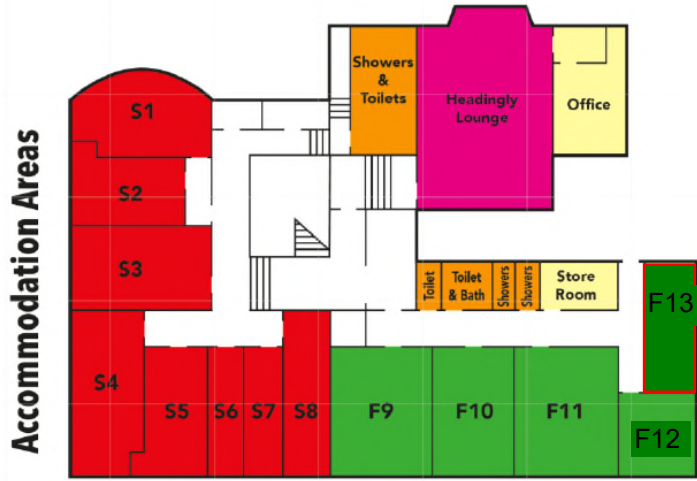 Accommodation Areas
S1
S2
S3
S4
S5
S6
S7
S8
Showers
&
Toilets
Headingly
Lounge
Office
Toilet
Toilet
& Bath
Showers
Showers
Store
Room
F13
F9
F10
F11
F12